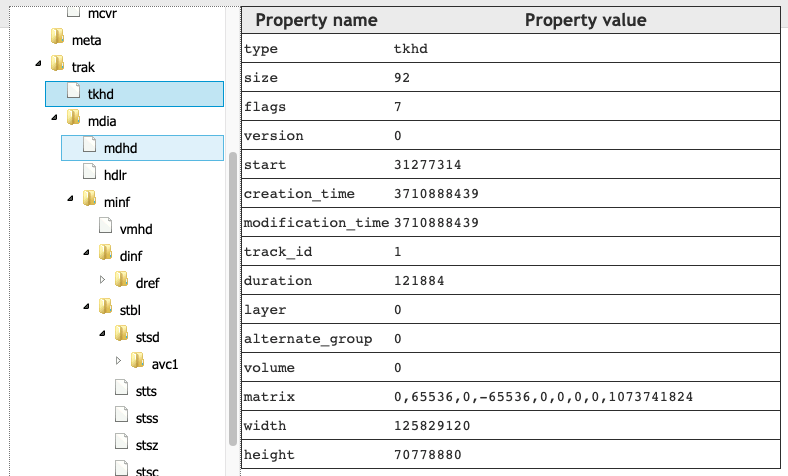 mcvr
meta
trak
tkhd
mdia
mdhd
hdlr
minf
vmhd
dinf
dref
stbl
stsd
avc1
stts
stss
stsz
stsc
Property name Property value
type tkhd
size 92
flags 7
version 0
start 31277314
creation_time 3710888439
modification_time 3710888439
track_id 1
duration 121884
layer 0
alternate_group 0
volume 0
matrix 0,65536,0,-65536,0,0,0,0,1073741824
width 125829120
height 70778880